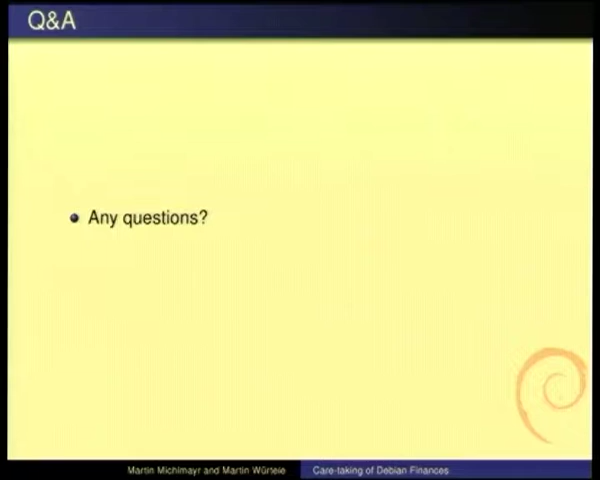 Q&A
Any questions?
Martin Michlmayr and Martin Würtele
Care-taking of Debian Finances